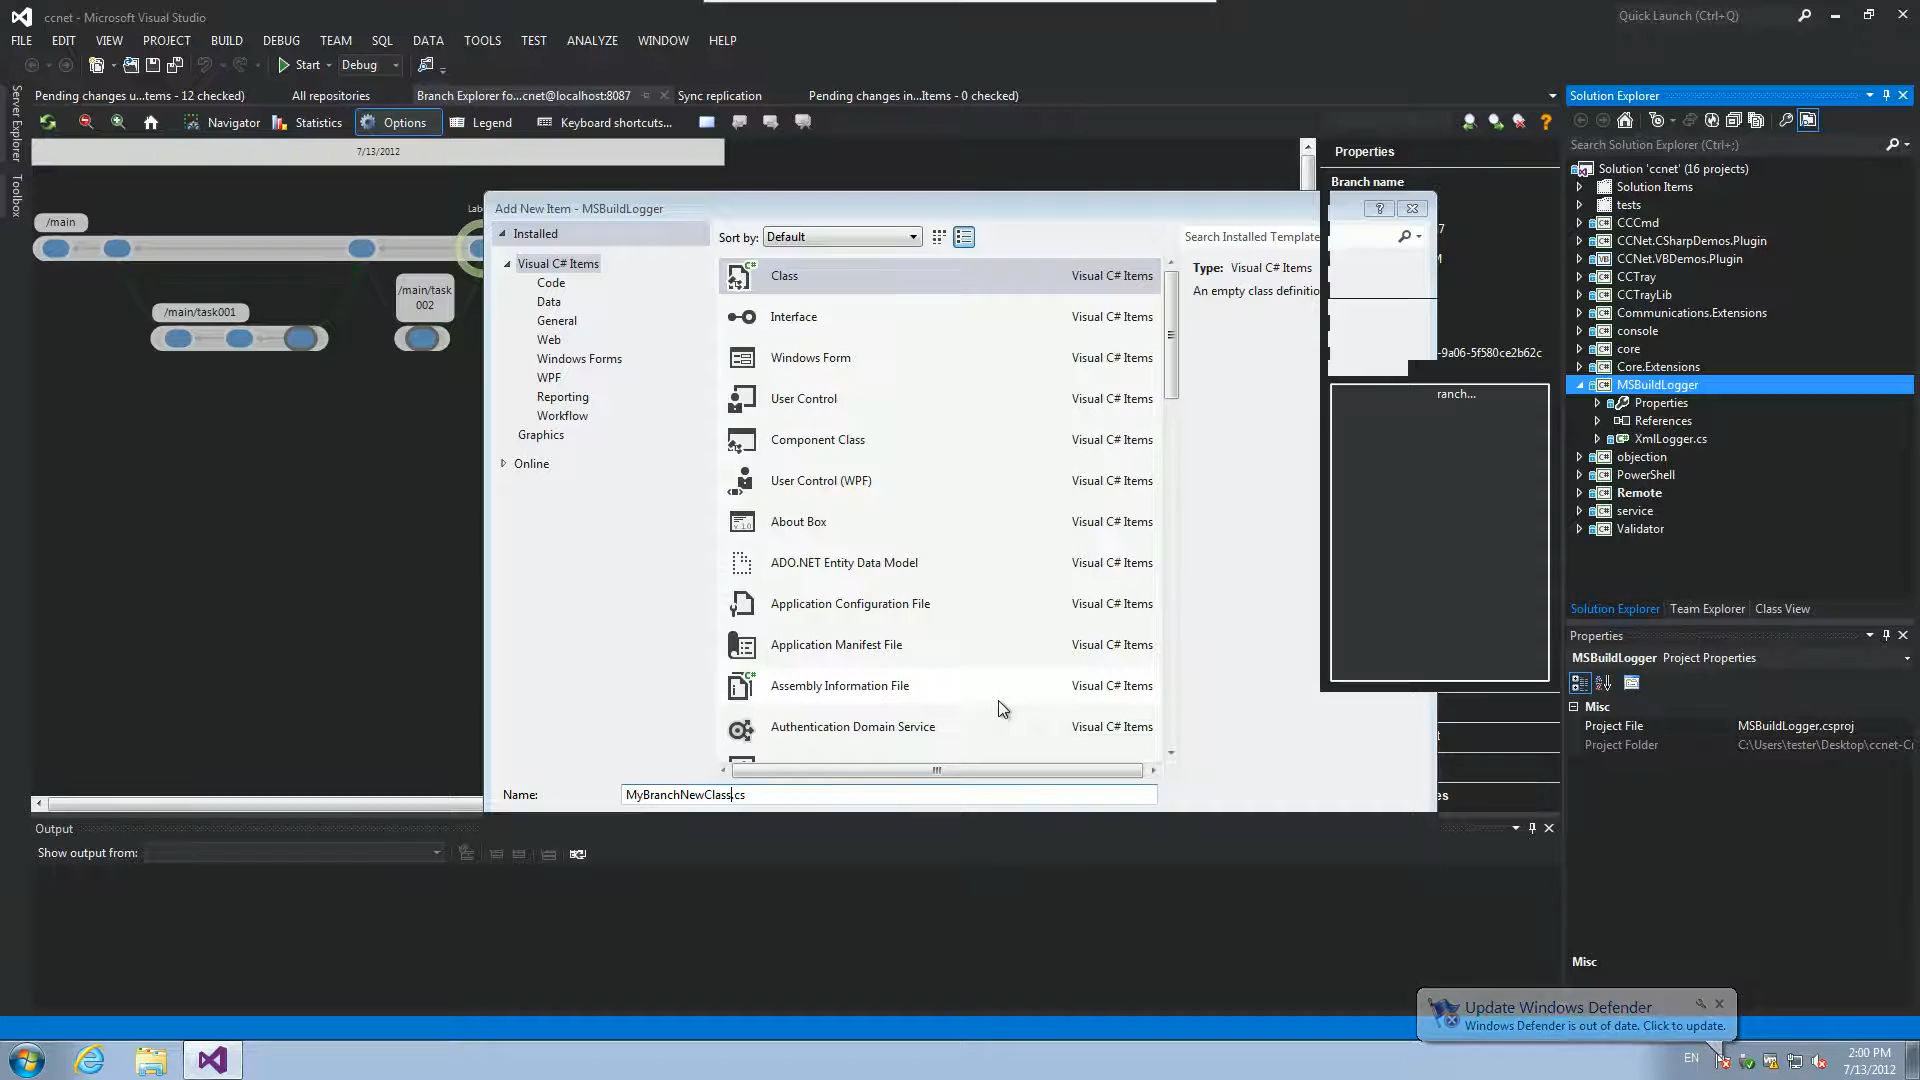 ccnet - Microsoft Visual Studio
Quick Launch (Ctrl+Q)
FILE EDIT VIEW PROJECT BUILD DEBUG TEAM SQL DATA TOOLS TEST ANALYZE WINDOW HELP
Start Debug
Server Explorer
Toolbox
Pending changes u...tems - 12 checked) All repositories Branch Explorer fo...cnet@localhost:8087 Sync replication Pending changes in...Items - 0 checked)
Navigator Statistics Options Legend Keyboard shortcuts...
7/13/2012
/main
Lab
/main/task001
/main/task
002
Add New Item - MSBuildLogger
Installed
Visual C# Items
Code
Data
General
Web
Windows Forms
WPF
Reporting
Workflow
Graphics
Online
Sort by: Default
Class Visual C# Items
Interface Visual C# Items
Windows Form Visual C# Items
User Control Visual C# Items
Component Class Visual C# Items
User Control (WPF) Visual C# Items
About Box Visual C# Items
ADO.NET Entity Data Model Visual C# Items
Application Configuration File Visual C# Items
Application Manifest File Visual C# Items
Assembly Information File Visual C# Items
Authentication Domain Service Visual C# Items
Search Installed Template
Type: Visual C# Items
An empty class definitio
Name: MyBranchNewClass.cs
Properties
Branch name
7
M
-9a06-5f580ce2b62c
ranch...
t
es
Output
Show output from:
Solution Explorer
Search Solution Explorer (Ctrl+;)
Solution 'ccnet' (16 projects)
Solution Items
tests
CCCmd
CCNet.CSharpDemos.Plugin
CCNet.VBDemos.Plugin
CCTray
CCTrayLib
Communications.Extensions
console
core
Core.Extensions
MSBuildLogger
Properties
References
XmlLogger.cs
objection
PowerShell
Remote
service
Validator
Solution Explorer Team Explorer Class View
Properties
MSBuildLogger Project Properties
Misc
Project File MSBuildLogger.csproj
Project Folder C:\Users\tester\Desktop\ccnet-Cr
Misc
Update Windows Defender
Windows Defender is out of date. Click to update.
EN
2:00 PM
7/13/2012